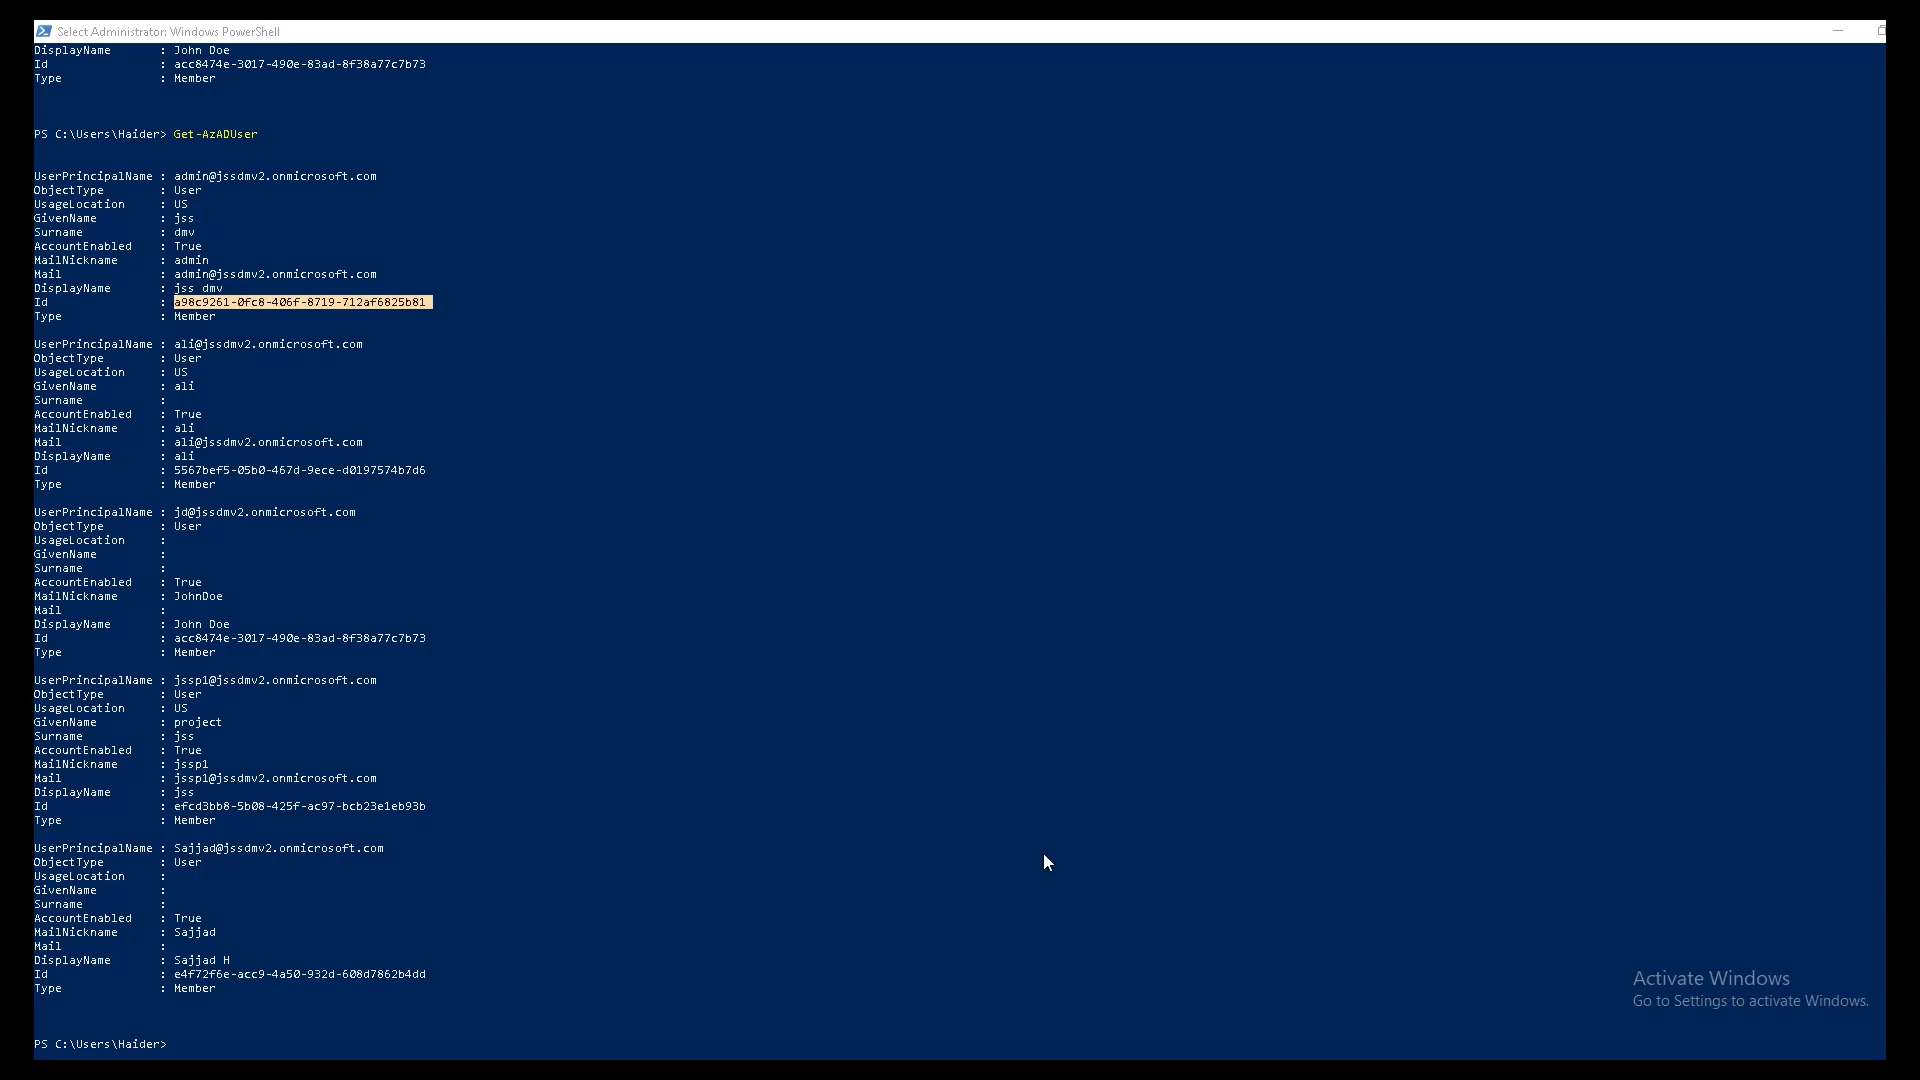 Select Administrator: Windows PowerShell
DisplayName : John Doe
Id : acc8474e-3017-490e-83ad-8f38a77c7b73
Type : Member
PS C:\Users\Haider> Get-AzADUser
UserPrincipalName : admin@jssdmv2.onmicrosoft.com
ObjectType : User
UsageLocation : US
GivenName : jss
Surname : dmv
AccountEnabled : True
MailNickname : admin
Mail : admin@jssdmv2.onmicrosoft.com
DisplayName : jss dmv
Id : a98c9261-0fc8-406f-8719-712af6825b81
Type : Member
UserPrincipalName : ali@jssdmv2.onmicrosoft.com
ObjectType : User
UsageLocation : US
GivenName : ali
Surname :
AccountEnabled : True
MailNickname : ali
Mail : ali@jssdmv2.onmicrosoft.com
DisplayName : ali
Id : 5567bef5-05b0-467d-9ece-d0197574b7d6
Type : Member
UserPrincipalName : jd@jssdmv2.onmicrosoft.com
ObjectType : User
UsageLocation :
GivenName :
Surname :
AccountEnabled : True
MailNickname : JohnDoe
Mail :
DisplayName : John Doe
Id : acc8474e-3017-490e-83ad-8f38a77c7b73
Type : Member
UserPrincipalName : jssp1@jssdmv2.onmicrosoft.com
ObjectType : User
UsageLocation : US
GivenName : project
Surname : jss
AccountEnabled : True
MailNickname : jssp1
Mail : jssp1@jssdmv2.onmicrosoft.com
DisplayName : jss
Id : efcd3bb8-5b08-425f-ac97-bcb23e1eb93b
Type : Member
UserPrincipalName : Sajjad@jssdmv2.onmicrosoft.com
ObjectType : User
UsageLocation :
GivenName :
Surname :
AccountEnabled : True
MailNickname : Sajjad
Mail :
DisplayName : Sajjad H
Id : e4f72f6e-acc9-4a50-932d-608d7862b4dd
Type : Member
PS C:\Users\Haider>
Activate Windows
Go to Settings to activate Windows.